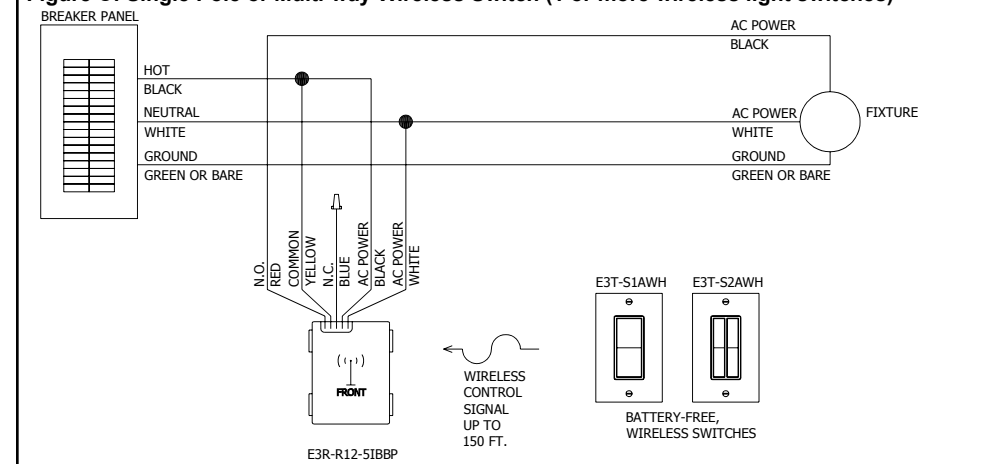 Figure C: Single Pole or Multi-way Wireless Switch (1 or more wireless light switches)
BREAKER PANEL
AC POWER
BLACK
HOT
BLACK
NEUTRAL
WHITE
GROUND
GREEN OR BARE
AC POWER
WHITE
GROUND
GREEN OR BARE
FIXTURE
N.O.
RED
COMMON
YELLOW
N.C.
BLUE
AC POWER
BLACK
AC POWER
WHITE
FRONT
E3R-R12-5IBBP
WIRELESS
CONTROL
SIGNAL
UP TO
150 FT.
E3T-S1AWH
E3T-S2AWH
BATTERY-FREE,
WIRELESS SWITCHES